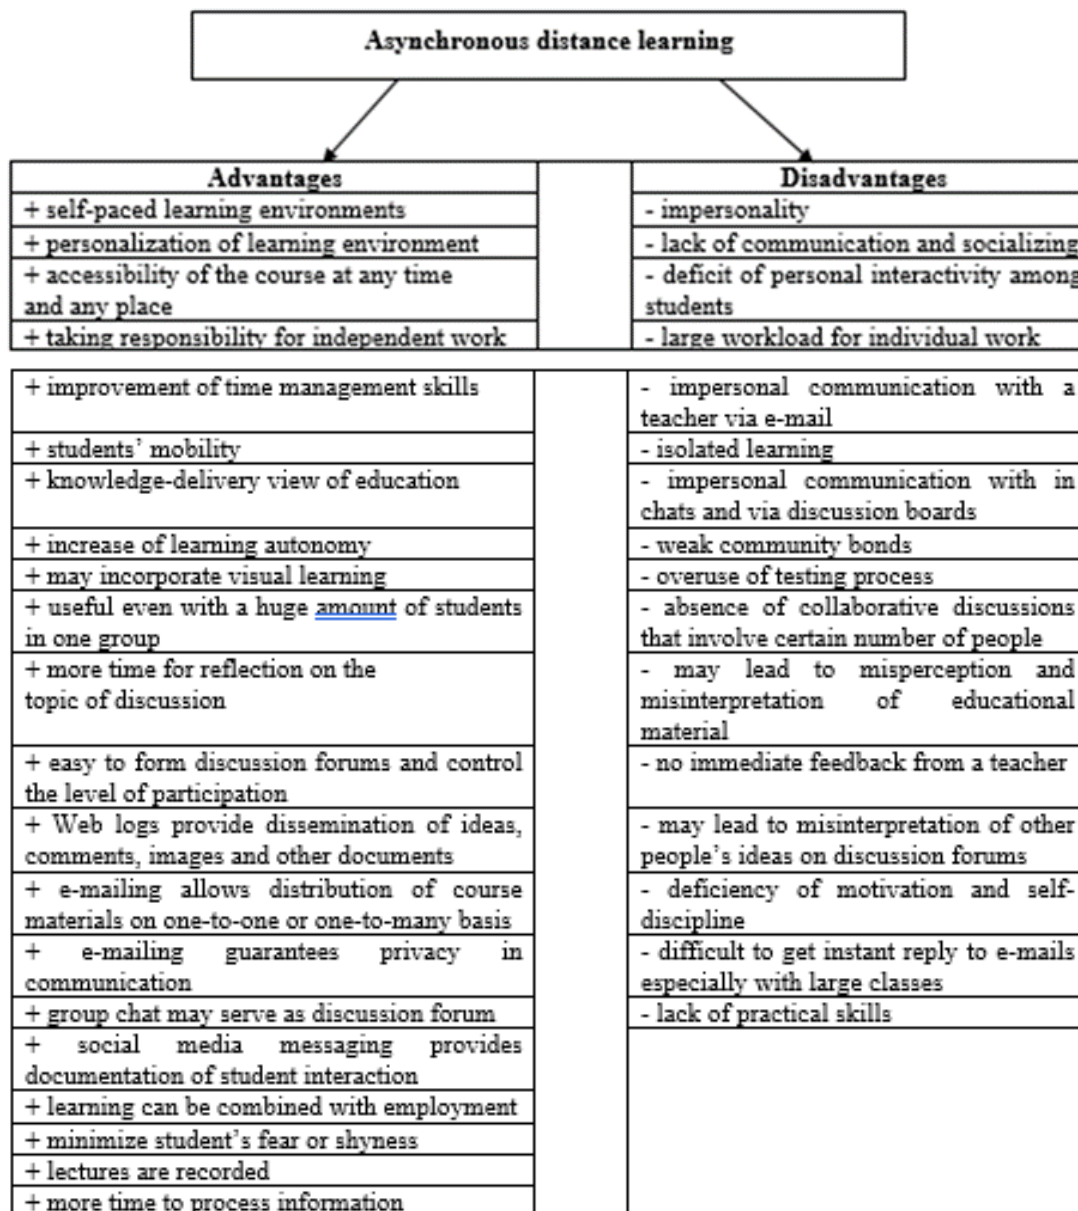 Asynchronous distance learning
Advantages
+ self-paced learning environments
+ personalization of learning environment
+ accessibility of the course at any time
and any place
+ taking responsibility for independent work
Disadvantages
- impersonality
- lack of communication and socializing
- deficit of personal interactivity among
students
- large workload for individual work
+ improvement of time management skills
+ students’ mobility
+ knowledge-delivery view of education
+ increase of learning autonomy
+ may incorporate visual learning
+ useful even with a huge amount of students
in one group
+ more time for reflection on the
topic of discussion
+ easy to form discussion forums and control
the level of participation
+ Web logs provide dissemination of ideas,
comments, images and other documents
+ e-mailing allows distribution of course
materials on one-to-one or one-to-many basis
+ e-mailing guarantees privacy in
communication
+ group chat may serve as discussion forum
+ social media messaging provides
documentation of student interaction
+ learning can be combined with employment
+ minimize student’s fear or shyness
+ lectures are recorded
+ more time to process information
- impersonal communication with a
teacher via e-mail
- isolated learning
- impersonal communication with in
chats and via discussion boards
- weak community bonds
- overuse of testing process
- absence of collaborative discussions
that involve certain number of people
- may lead to misperception and
misinterpretation of educational
material
- no immediate feedback from a teacher
- may lead to misinterpretation of other
people’s ideas on discussion forums
- deficiency of motivation and self-
discipline
- difficult to get instant reply to e-mails
especially with large classes
- lack of practical skills